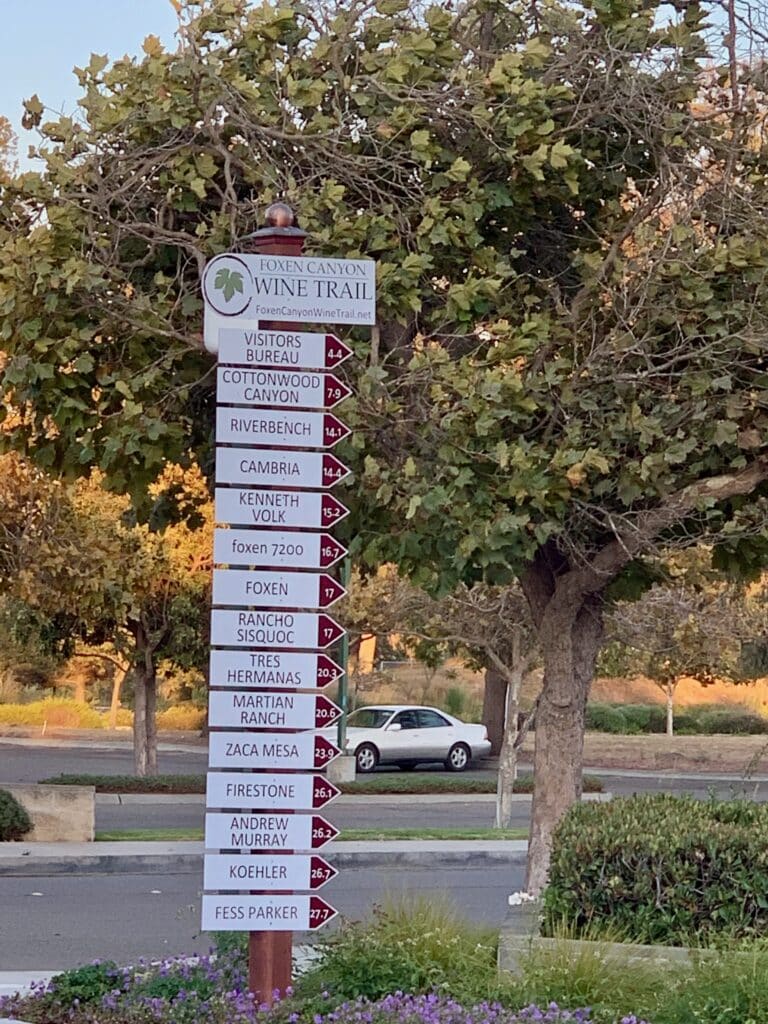 FOXEN CANYON
WINE TRAIL
FoxenCanyonWineTrail.net
VISITORS
BUREAU 4.4
COTTONWOOD
CANYON 7.9
RIVERBENCH 14.1
CAMBRIA 14.4
KENNETH
VOLK 15.2
foxen 7200 16.7
FOXEN 17
RANCHO
SISQUOC 17
TRES
HERMANAS 20.3
MARTIAN
RANCH 20.6
ZACA MESA 23.9
FIRESTONE 26.1
ANDREW
MURRAY 26.2
KOEHLER 26.7
FESS PARKER 27.7